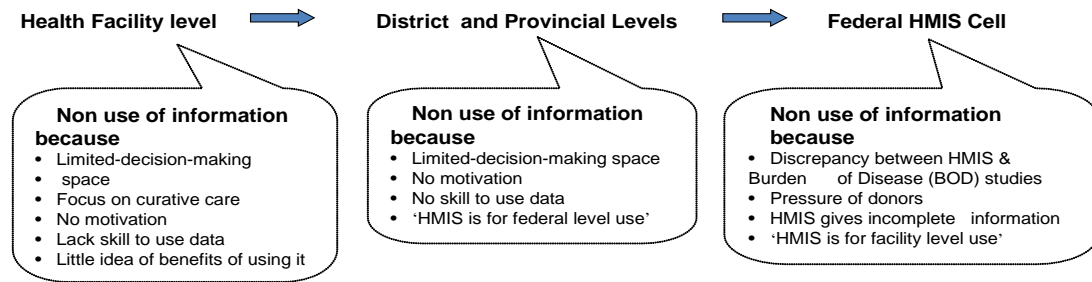 Health Facility level
District and Provincial Levels
Federal HMIS Cell
Non use of information
because
• Limited-decision-making
• space
• Focus on curative care
• No motivation
• Lack skill to use data
• Little idea of benefits of using it
Non use of information
because
• Limited-decision-making space
• No motivation
• No skill to use data
• ‘HMIS is for federal level use’
Non use of information
because
• Discrepancy between HMIS &
Burden of Disease (BOD) studies
• Pressure of donors
• HMIS gives incomplete information
• ‘HMIS is for facility level use’